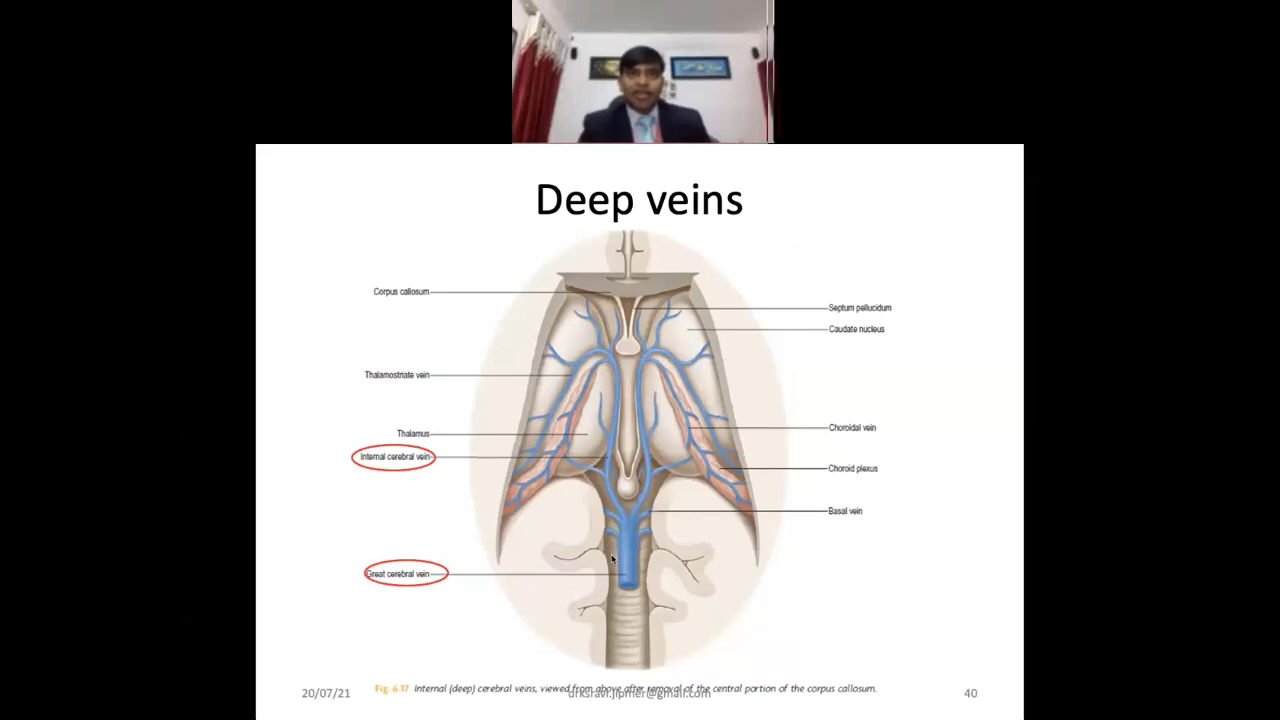 Deep veins
Corpus callosum
Septum pellucidum
Caudate nucleus
Thalamostriate vein
Choroidal vein
Thalamus
Internal cerebral vein
Choroid plexus
Basal vein
Great cerebral vein
Fig. 6.17 Internal (deep) cerebral veins, viewed from above after removal of the central portion of the corpus callosum.
20/07/21
drksravi.jipmer@gmail.com
40